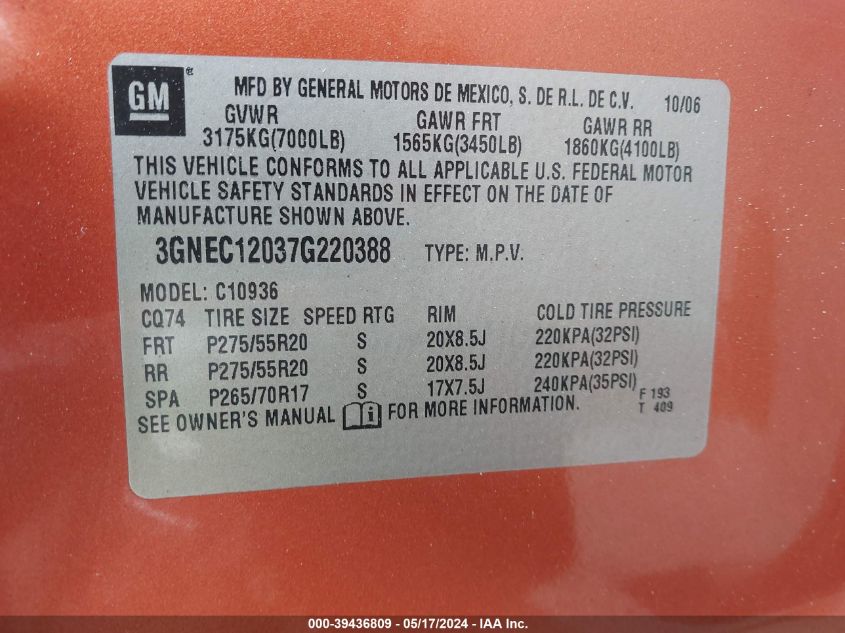 GM ® MFD BY GENERAL MOTORS DE MEXICO, S. DE R.L. DE C.V. 10/06
GVWR GAWR FRT GAWR RR
3175KG(7000LB) 1565KG(3450LB) 1860KG(4100LB)
THIS VEHICLE CONFORMS TO ALL APPLICABLE U.S. FEDERAL MOTOR
VEHICLE SAFETY STANDARDS IN EFFECT ON THE DATE OF
MANUFACTURE SHOWN ABOVE.
3GNEC12037G220388 TYPE: M.P.V.
MODEL: C10936
CQ74 TIRE SIZE SPEED RTG RIM COLD TIRE PRESSURE
FRT P275/55R20 S 20X8.5J 220KPA(32PSI)
RR P275/55R20 S 20X8.5J 220KPA(32PSI)
SPA P265/70R17 S 17X7.5J 240KPA(35PSI)
SEE OWNER'S MANUAL i FOR MORE INFORMATION.
F 193
T 409
000-39436809 - 05/17/2024 - IAA Inc.